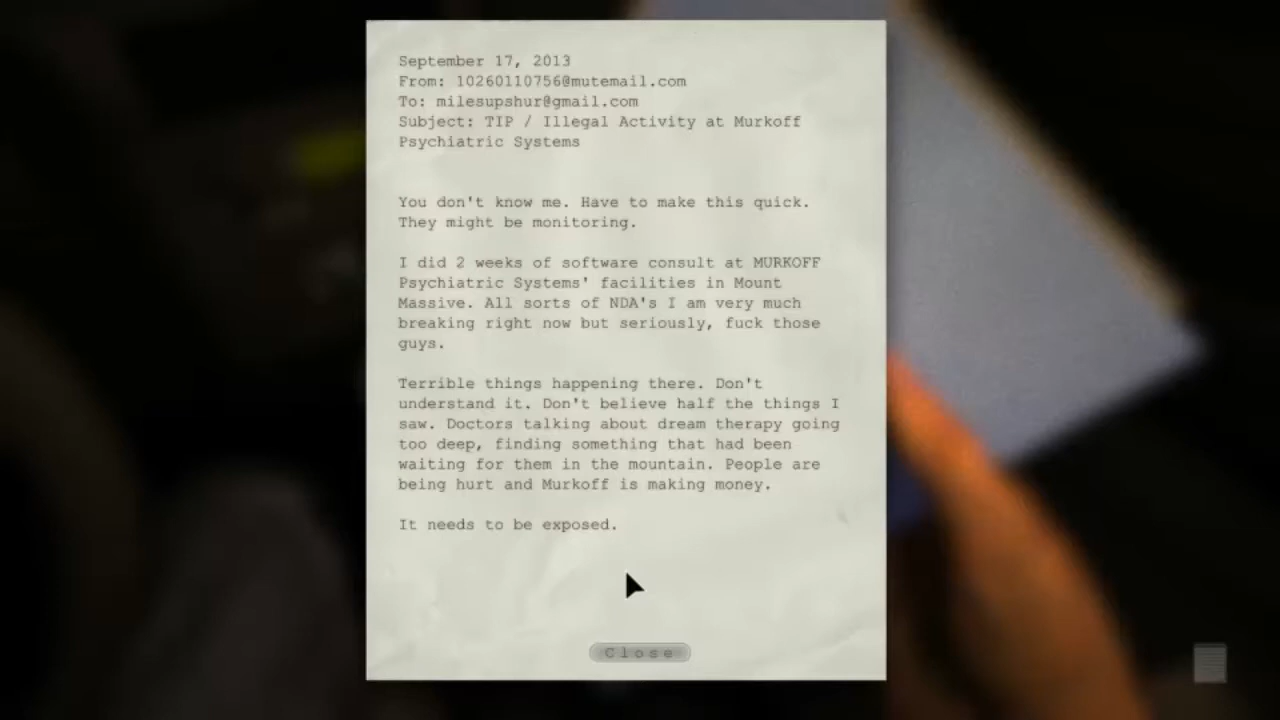 September 17, 2013
From: 10260110756@mutemail.com
To: milesupshur@gmail.com
Subject: TIP / Illegal Activity at Murkoff
Psychiatric Systems
You don't know me. Have to make this quick.
They might be monitoring.
I did 2 weeks of software consult at MURKOFF
Psychiatric Systems' facilities in Mount
Massive. All sorts of NDA's I am very much
breaking right now but seriously, fuck those
guys.
Terrible things happening there. Don't
understand it. Don't believe half the things I
saw. Doctors talking about dream therapy going
too deep, finding something that had been
waiting for them in the mountain. People are
being hurt and Murkoff is making money.
It needs to be exposed.
Close